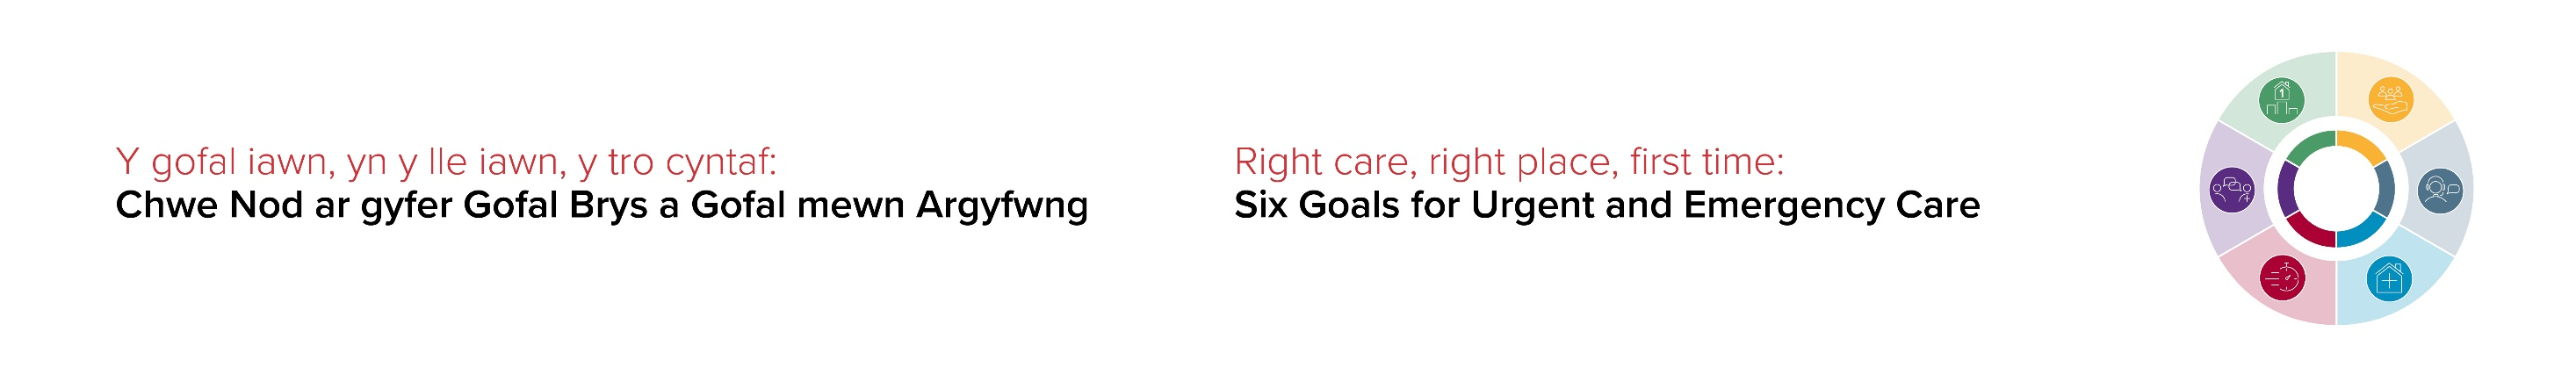 Y gofal iawn, yn y lle iawn, y tro cyntaf:
Chwe Nod ar gyfer Gofal Brys a Gofal mewn Argyfwng
Right care, right place, first time:
Six Goals for Urgent and Emergency Care
1